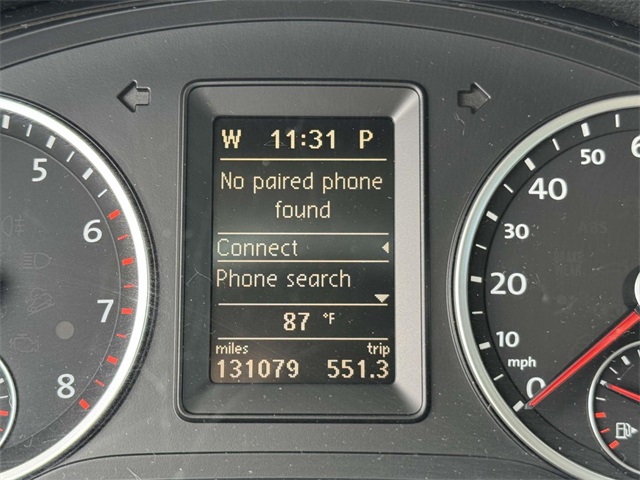 W 11:31 P
No paired phone
found
Connect
Phone search
87 °F
miles trip
131079 551.3
5
6
7
8
50
40
30
20
10
mph
0